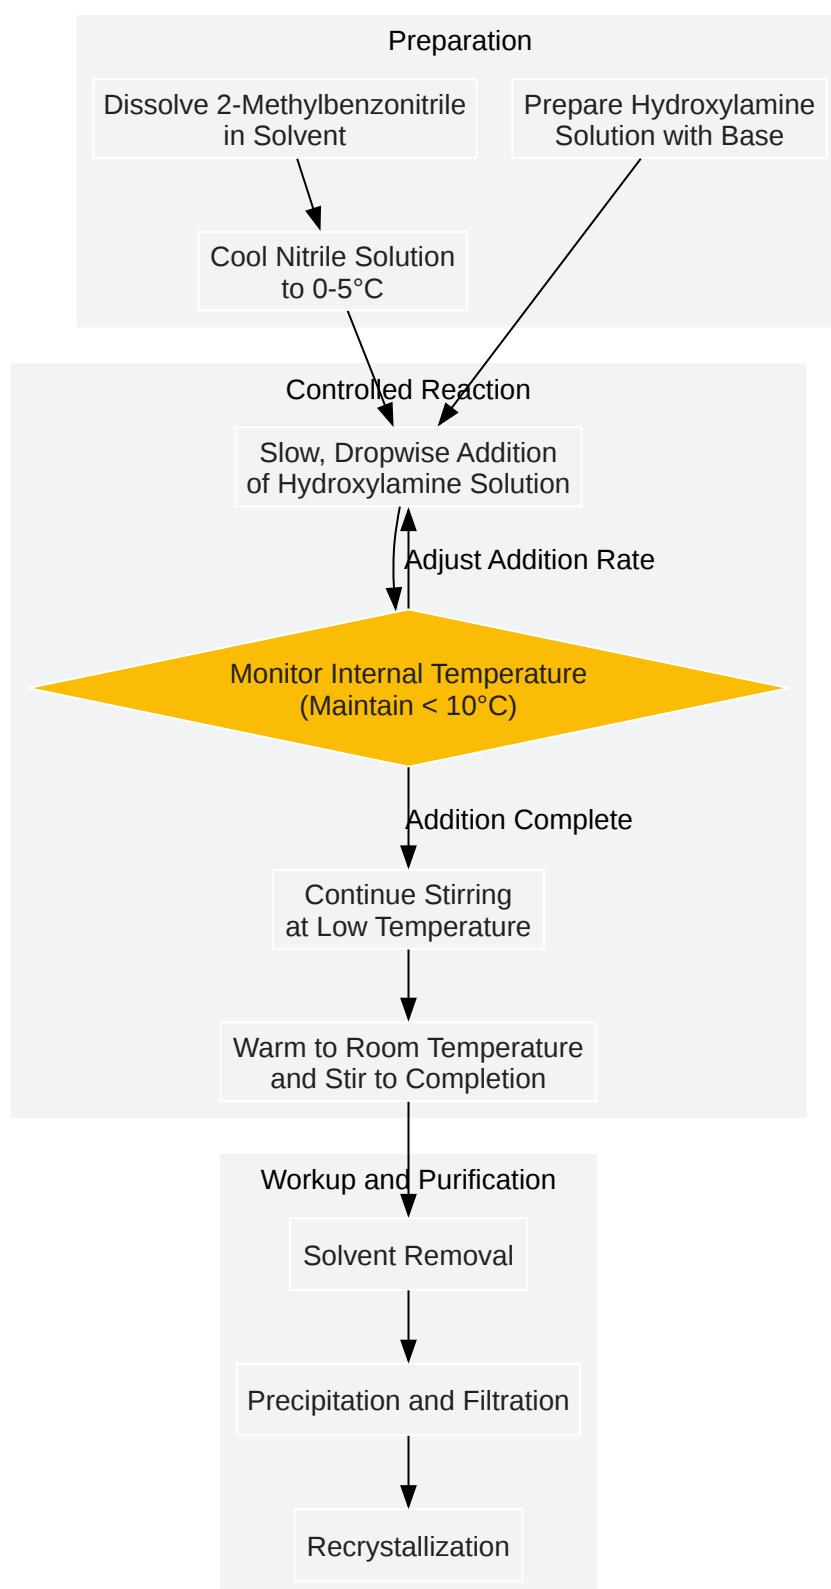 Preparation
Dissolve 2-Methylbenzonitrile
in Solvent
Prepare Hydroxylamine
Solution with Base
Cool Nitrile Solution
to 0-5°C
Controlled Reaction
Slow, Dropwise Addition
of Hydroxylamine Solution
Adjust Addition Rate
Monitor Internal Temperature
(Maintain < 10°C)
Addition Complete
Continue Stirring
at Low Temperature
Warm to Room Temperature
and Stir to Completion
Workup and Purification
Solvent Removal
Precipitation and Filtration
Recrystallization